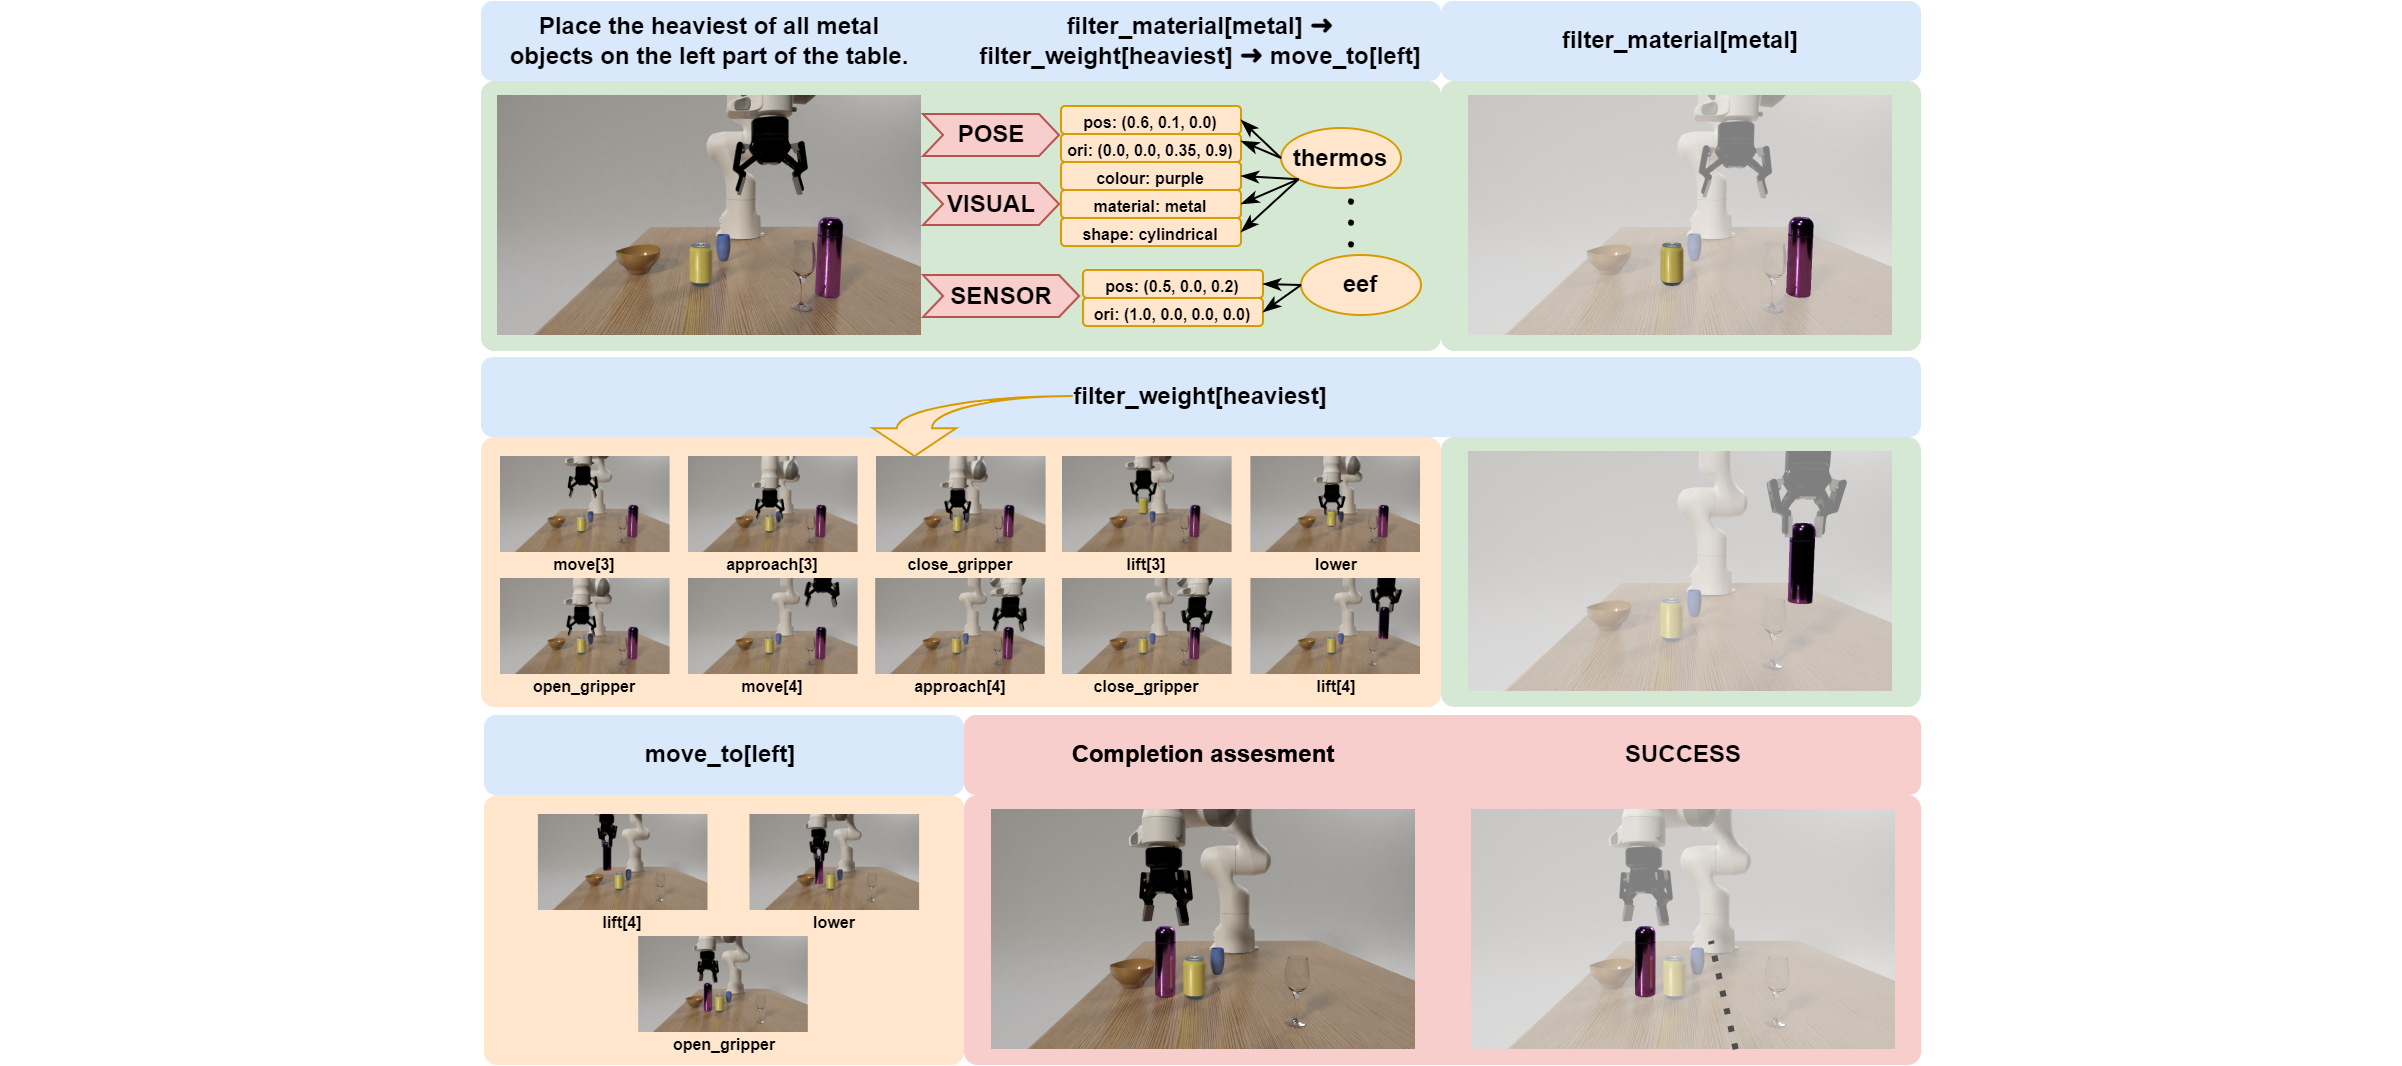 Place the heaviest of all metal
objects on the left part of the table.
filter_material[metal] ➜
filter_weight[heaviest] ➜ move_to[left]
filter_material[metal]
POSE
pos: (0.6, 0.1, 0.0)
ori: (0.0, 0.0, 0.35, 0.9)
thermos
VISUAL
colour: purple
material: metal
shape: cylindrical
SENSOR
pos: (0.5, 0.0, 0.2)
ori: (1.0, 0.0, 0.0, 0.0)
eef
filter_weight[heaviest]
move[3]
approach[3]
close_gripper
lift[3]
lower
open_gripper
move[4]
approach[4]
close_gripper
lift[4]
move_to[left]
Completion assesment
SUCCESS
lift[4]
lower
open_gripper